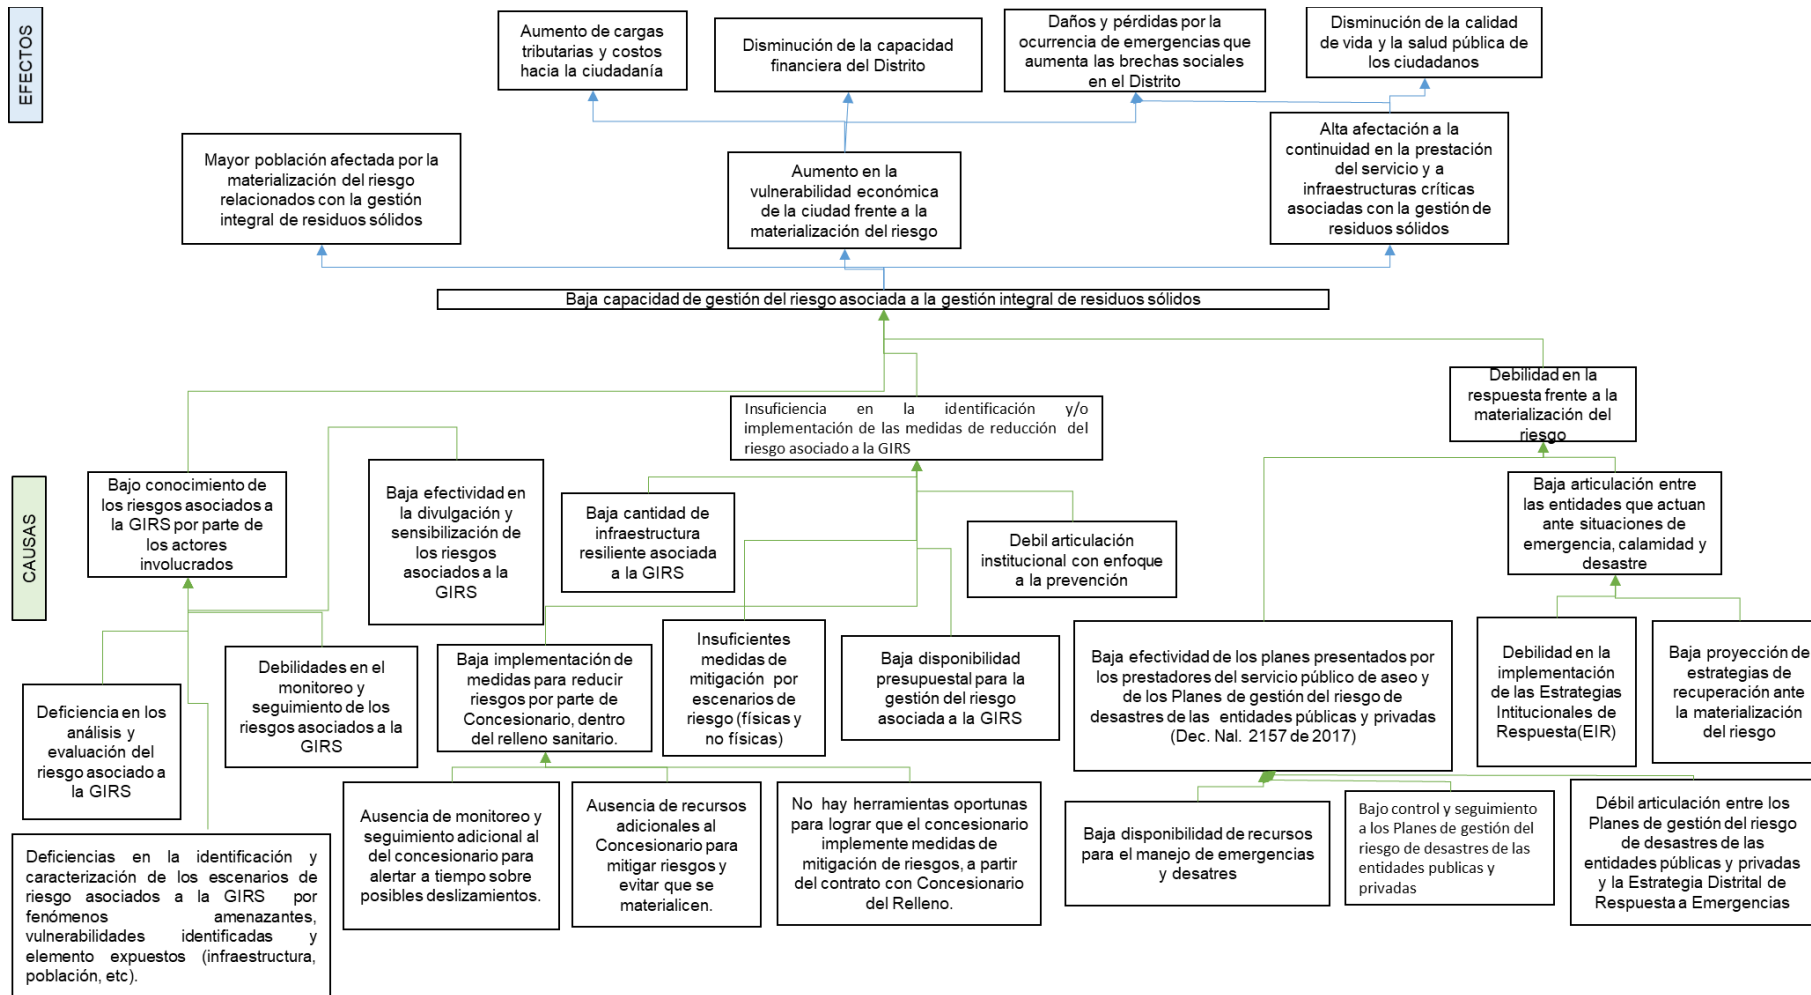 EFECTOS
Aumento de cargas
tributarias y costos
hacia la ciudadanía
Disminución de la capacidad
financiera del Distrito
Daños y pérdidas por la
ocurrencia de emergencias que
aumenta las brechas sociales
en el Distrito
Disminución de la calidad
de vida y la salud pública de
los ciudadanos
Mayor población afectada por la
materialización del riesgo
relacionados con la gestión
integral de residuos sólidos
Aumento en la
vulnerabilidad económica
de la ciudad frente a la
materialización del riesgo
Alta afectación a la
continuidad en la prestación
del servicio y a
infraestructuras críticas
asociadas con la gestión de
residuos sólidos
Baja capacidad de gestión del riesgo asociada a la gestión integral de residuos sólidos
CAUSAS
Bajo conocimiento de
los riesgos asociados a
la GIRS por parte de
los actores
involucrados
Baja efectividad en
la divulgación y
sensibilización de
los riesgos
asociados a la
GIRS
Insuficiencia en la identificación y/o
implementación de las medidas de reducción del
riesgo asociado a la GIRS
Baja cantidad de
infraestructura
resiliente asociada
a la GIRS
Debil articulación
institucional con enfoque
a la prevención
Debilidad en la
respuesta frente a la
materialización del
riesgo
Baja articulación entre
las entidades que actuan
ante situaciones de
emergencia, calamidad y
desastre
Deficiencia en los
análisis y
evaluación del
riesgo asociado a
la GIRS
Debilidades en el
monitoreo y
seguimiento de los
riesgos asociados a la
GIRS
Baja implementación de
medidas para reducir
riesgos por parte de
Concesionario, dentro
del relleno sanitario.
Insuficientes
medidas de
mitigación por
escenarios de
riesgo (físicas y
no físicas)
Baja disponibilidad
presupuestal para la
gestión del riesgo
asociada a la GIRS
Baja efectividad de los planes presentados por
los prestadores del servicio público de aseo y
de los Planes de gestión del riesgo de
desastres de las entidades públicas y privadas
(Dec. Nal. 2157 de 2017)
Debilidad en la
implementación
de las Estrategias
Intitucionales de
Respuesta(EIR)
Baja proyección de
estrategias de
recuperación ante
la materialización
del riesgo
Deficiencias en la identificación y
caracterización de los escenarios de
riesgo asociados a la GIRS por
fenómenos amenazantes,
vulnerabilidades identificadas y
elemento expuestos (infraestructura,
población, etc).
Ausencia de monitoreo
y seguimiento adicional al
del concesionario para
alertar a tiempo sobre
posibles deslizamientos.
Ausencia de recursos
adicionales al
Concesionario para
mitigar riesgos y
evitar que se
materialicen.
No hay herramientas oportunas
para lograr que el concesionario
implemente medidas de
mitigación de riesgos, a partir
del contrato con Concesionario
del Relleno.
Baja disponibilidad de recursos
para el manejo de emergencias
y desatres
Bajo control y seguimiento
a los Planes de gestión del
riesgo de desastres de las
entidades publicas y
privadas
Débil articulación entre los
Planes de gestión del riesgo
de desastres de las
entidades públicas y privadas
y la Estrategia Distrital de
Respuesta a Emergencias